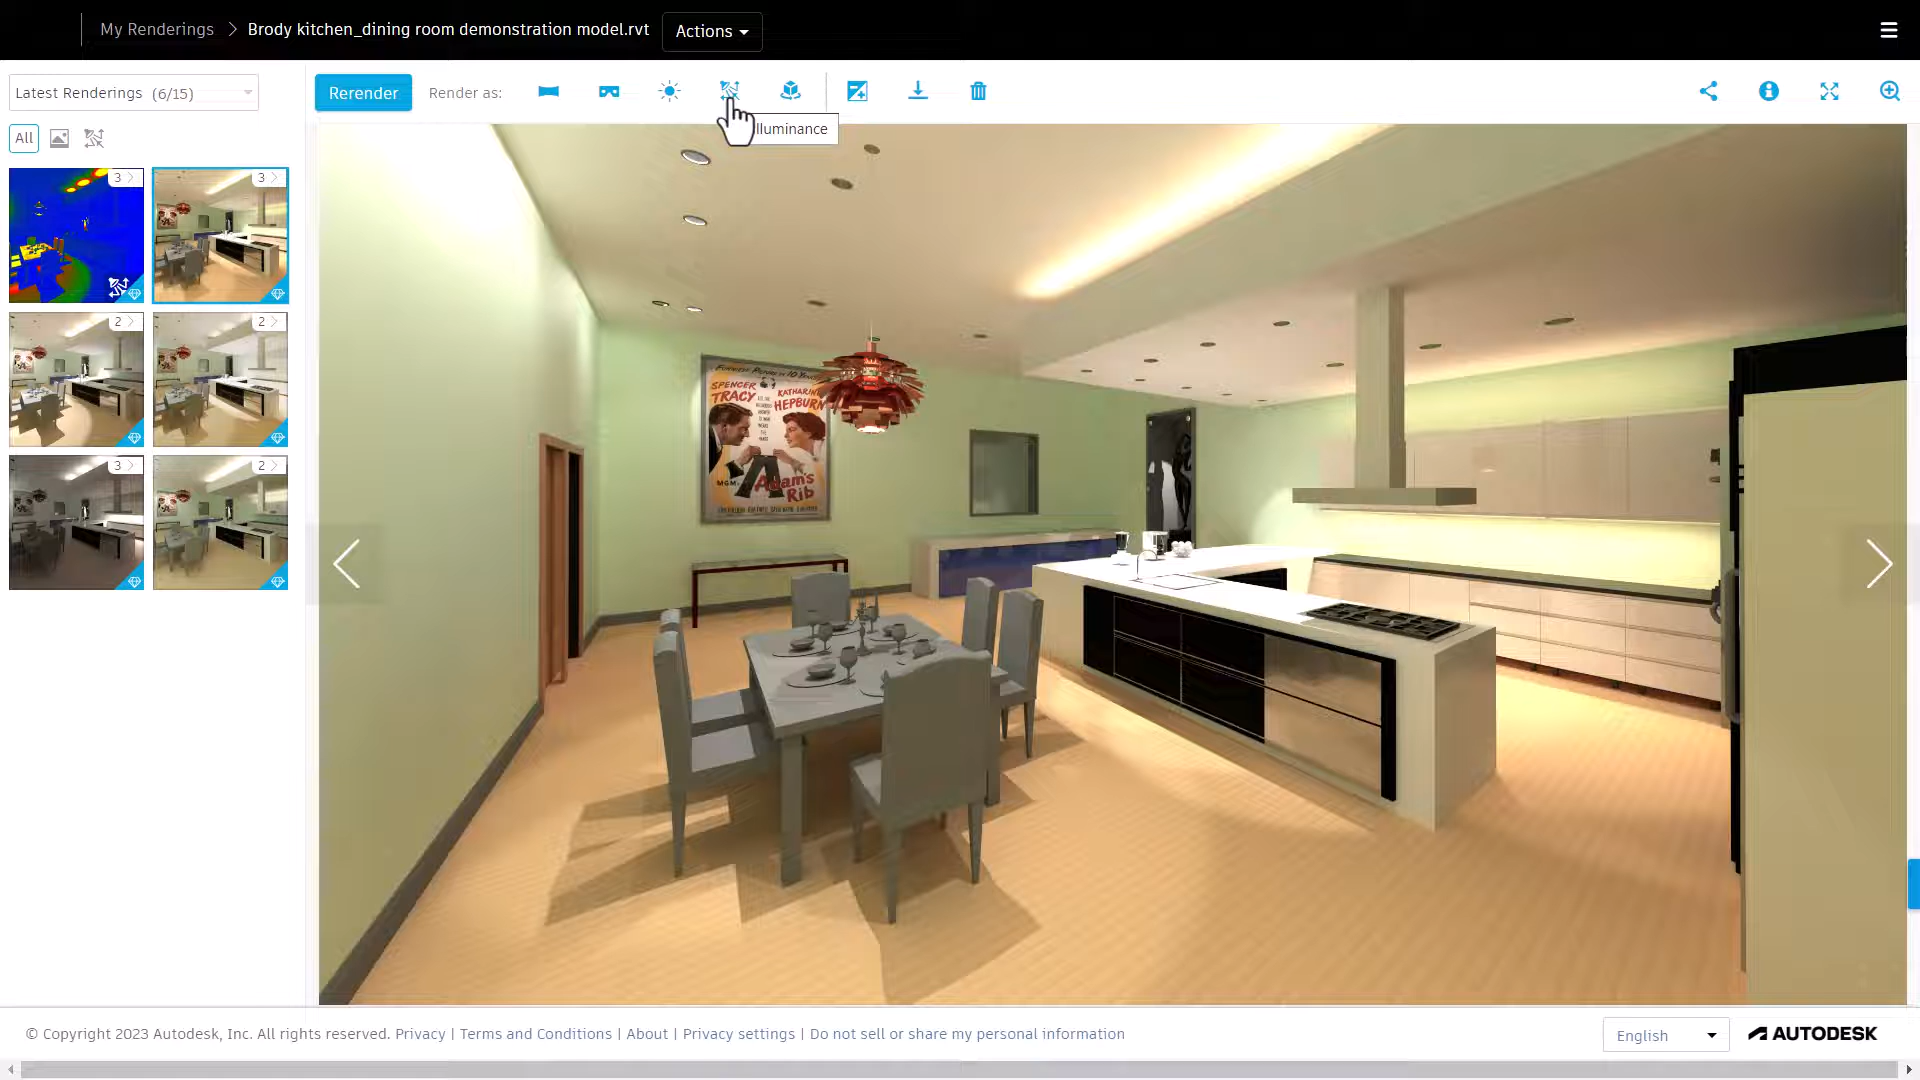 My Renderings > Brody kitchen_dining room demonstration model.rvt Actions
Latest Renderings (6/15)
Rerender Render as:
lluminance
All
3
3
2
2
3
2
SPENCER
TRACY
KATHARINE
HEPBURN
MGM
Adam's
Rib
© Copyright 2023 Autodesk, Inc. All rights reserved. Privacy | Terms and Conditions | About | Privacy settings | Do not sell or share my personal information
English
AUTODESK